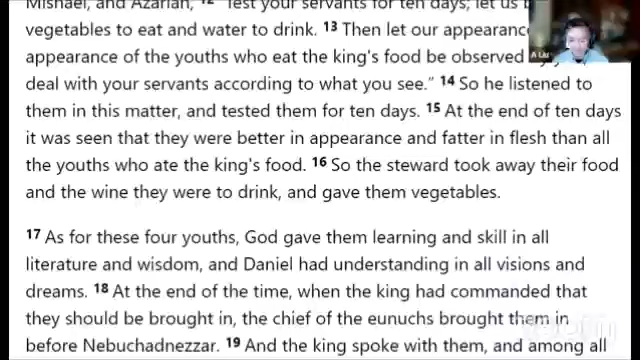 Mishael, and Azariah, 12 "Test your servants for ten days; let us b
vegetables to eat and water to drink. 13 Then let our appearanc
appearance of the youths who eat the king's food be observed by y
deal with your servants according to what you see." 14 So he listened to
them in this matter, and tested them for ten days. 15 At the end of ten days
it was seen that they were better in appearance and fatter in flesh than all
the youths who ate the king's food. 16 So the steward took away their food
and the wine they were to drink, and gave them vegetables.
17 As for these four youths, God gave them learning and skill in all
literature and wisdom, and Daniel had understanding in all visions and
dreams. 18 At the end of the time, when the king had commanded that
they should be brought in, the chief of the eunuchs brought them in
before Nebuchadnezzar. 19 And the king spoke with them, and among all